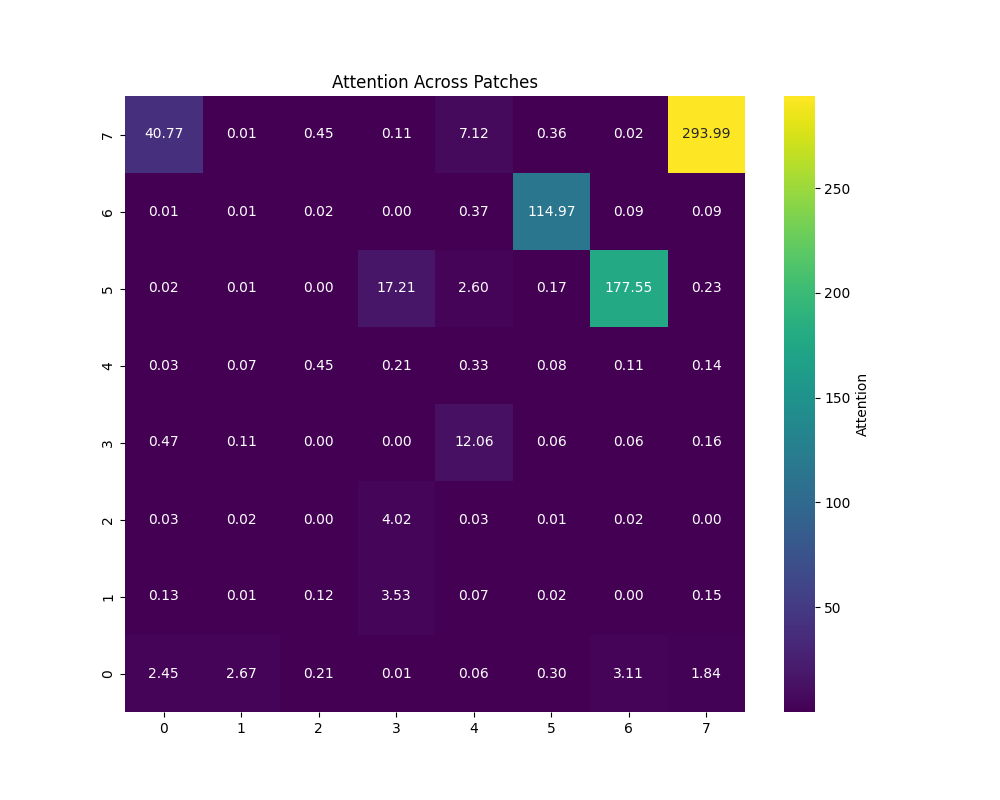 Attention Across Patches
7 40.77 0.01 0.45 0.11 7.12 0.36 0.02 293.99
6 0.01 0.01 0.02 0.00 0.37 114.97 0.09 0.09
5 0.02 0.01 0.00 17.21 2.60 0.17 177.55 0.23
4 0.03 0.07 0.45 0.21 0.33 0.08 0.11 0.14
3 0.47 0.11 0.00 0.00 12.06 0.06 0.06 0.16
2 0.03 0.02 0.00 4.02 0.03 0.01 0.02 0.00
1 0.13 0.01 0.12 3.53 0.07 0.02 0.00 0.15
0 2.45 2.67 0.21 0.01 0.06 0.30 3.11 1.84
0 1 2 3 4 5 6 7
250
200
150
100
50
Attention